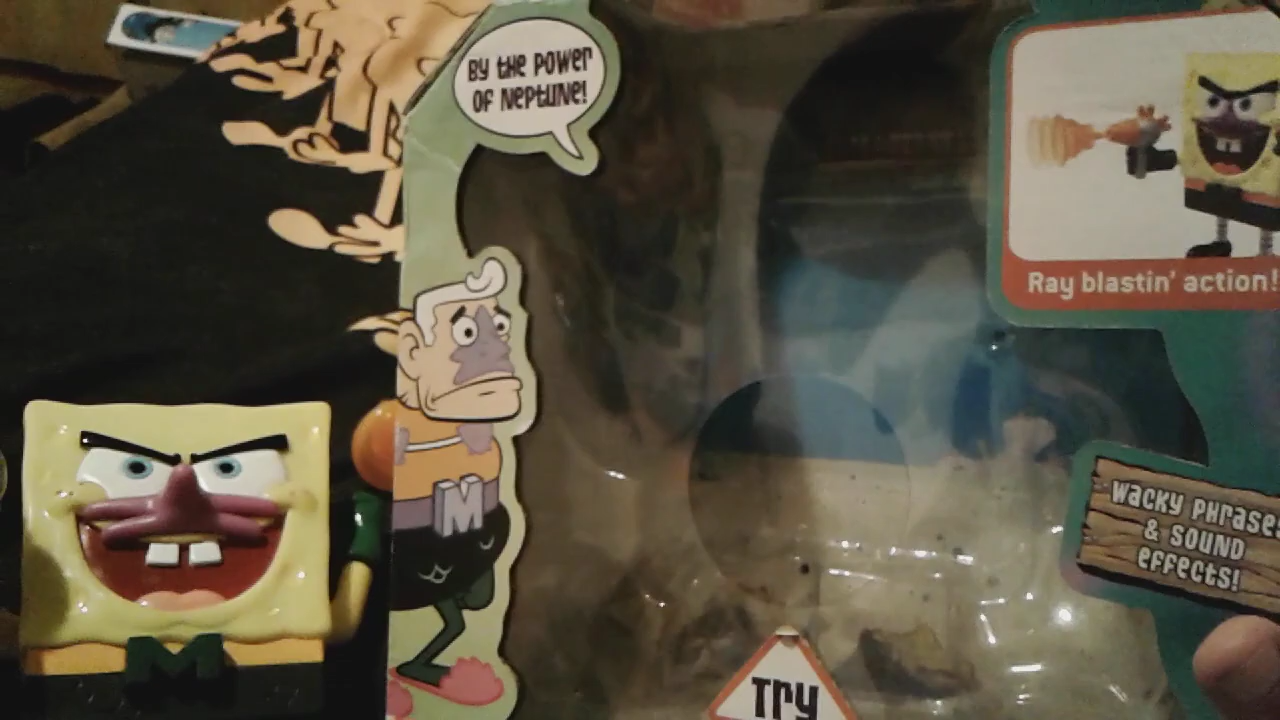 By the power
of Neptune!
Ray blastin' action!
M
Wacky Phrases
& Sound
Effects!
M
Try